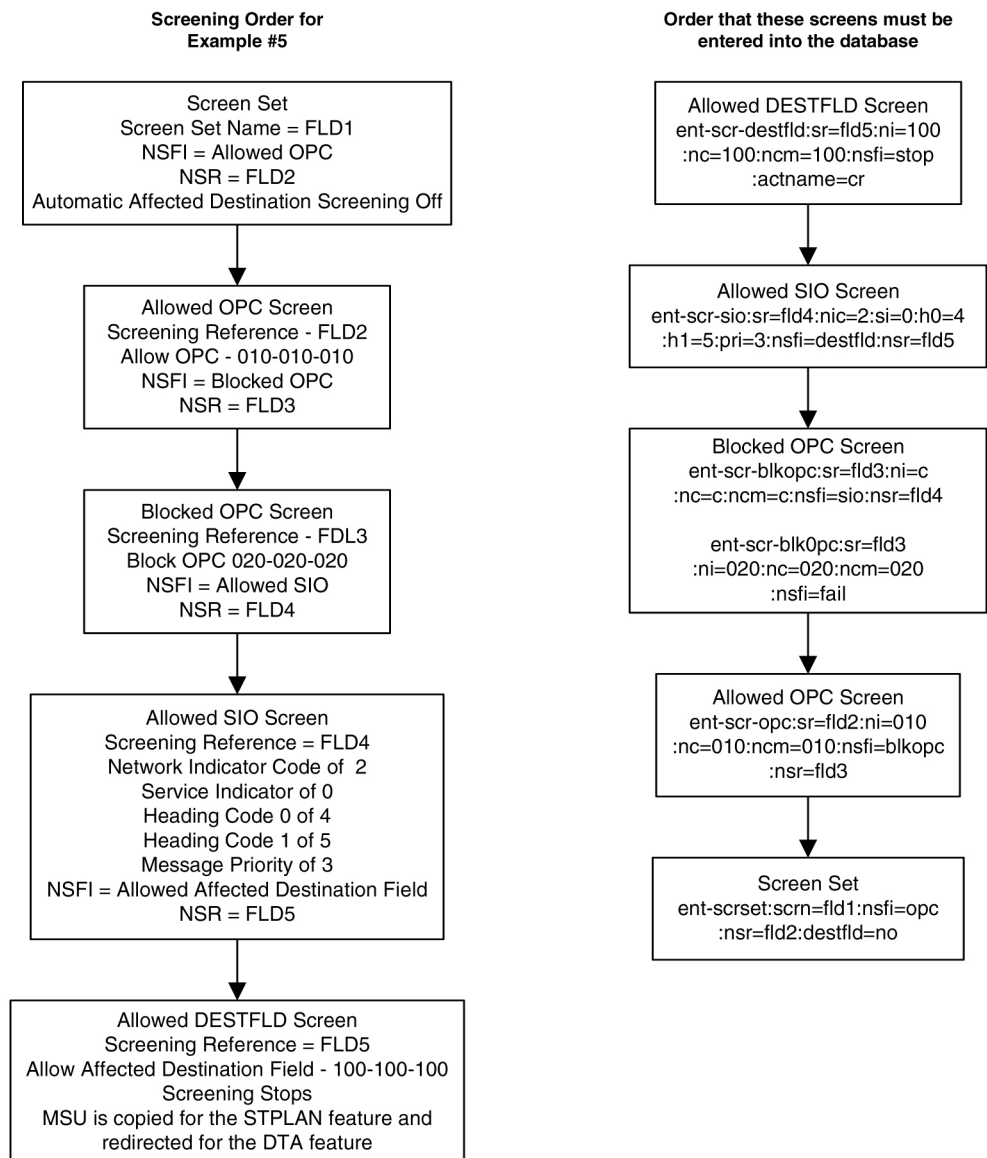 Screening Order for
Example #5
Screen Set
Screen Set Name = FLD1
NSFI = Allowed OPC
NSR = FLD2
Automatic Affected Destination Screening Off
Allowed OPC Screen
Screening Reference - FLD2
Allow OPC - 010-010-010
NSFI = Blocked OPC
NSR = FLD3
Blocked OPC Screen
Screening Reference - FDL3
Block OPC 020-020-020
NSFI = Allowed SIO
NSR = FLD4
Allowed SIO Screen
Screening Reference = FLD4
Network Indicator Code of 2
Service Indicator of 0
Heading Code 0 of 4
Heading Code 1 of 5
Message Priority of 3
NSFI = Allowed Affected Destination Field
NSR = FLD5
Allowed DESTFLD Screen
Screening Reference = FLD5
Allow Affected Destination Field - 100-100-100
Screening Stops
MSU is copied for the STPLAN feature and
redirected for the DTA feature
Order that these screens must be
entered into the database
Allowed DESTFLD Screen
ent-scr-destfld:sr=fld5:ni=100
:nc=100:ncm=100:nsfi=stop
:actname=cr
Allowed SIO Screen
ent-scr-sio:sr=fld4:nic=2:si=0:h0=4
:h1=5:pri=3:nsfi=destfld:nsr=fld5
Blocked OPC Screen
ent-scr-blkopc:sr=fld3:ni=c
:nc=c:ncm=c:nsfi=sio:nsr=fld4
ent-scr-blk0pc:sr=fld3
:ni=020:nc=020:ncm=020
:nsfi=fail
Allowed OPC Screen
ent-scr-opc:sr=fld2:ni=010
:nc=010:ncm=010:nsfi=blkopc
:nsr=fld3
Screen Set
ent-scrset:scrn=fld1:nsfi=opc
:nsr=fld2:destfld=no